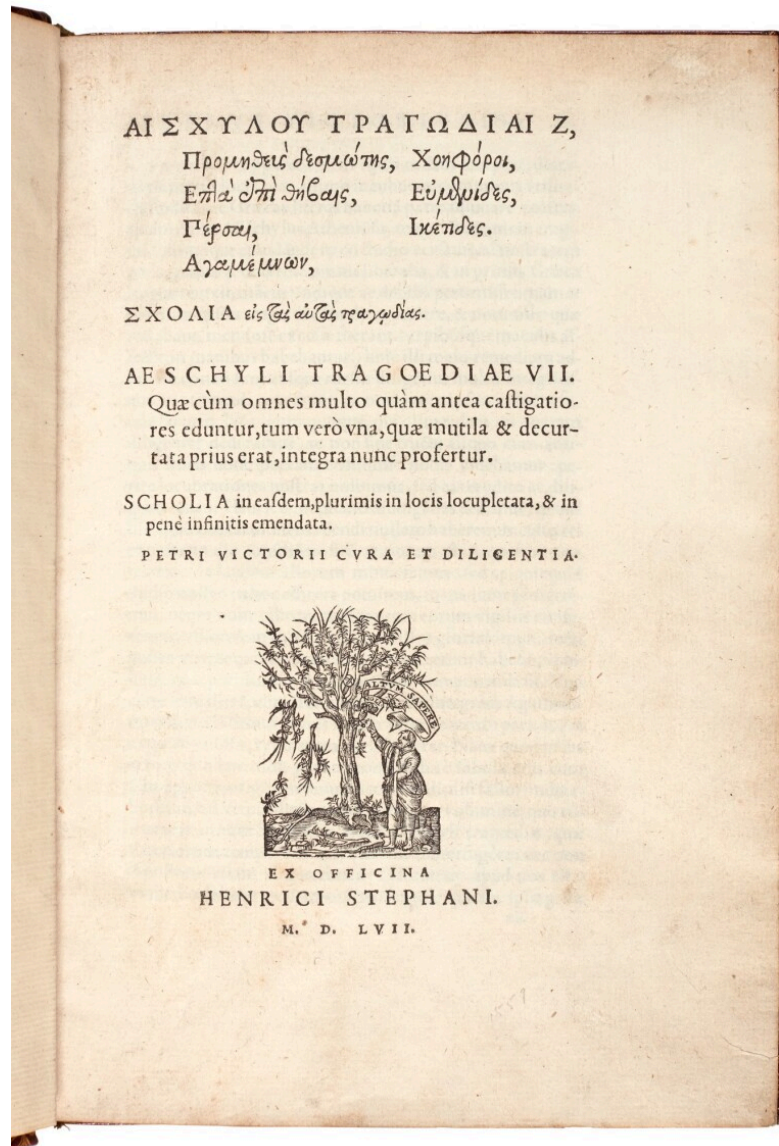 ΑΙΣΧΥΛΟΥ ΤΡΑΓΩΔΙΑΙ Ζ,
Προμηθεὺς δεσμώτης, Χοηφόροι,
Επτὰ ἐπὶ Θήβαις, Εὐμενίδες,
Πέρσαι, Ικέτιδες.
Αγαμέμνων,
ΣΧΟΛΙΑ εἰς τὰς αὐτὰς τραγῳδίας.
AESCHYLI TRAGOEDIAE VII.
Quæ cùm omnes multo quàm antea caſtigatio-
res eduntur, tum verò vna, quæ mutila & decur-
tata prius erat, integra nunc profertur.
SCHOLIA in eaſdem, plurimis in locis locupletata, & in
penè infinitis emendata.
PETRI VICTORII CVRA ET DILIGENTIA.
ALTVM SAPERE
EX OFFICINA
HENRICI STEPHANI.
M. D. LVII.